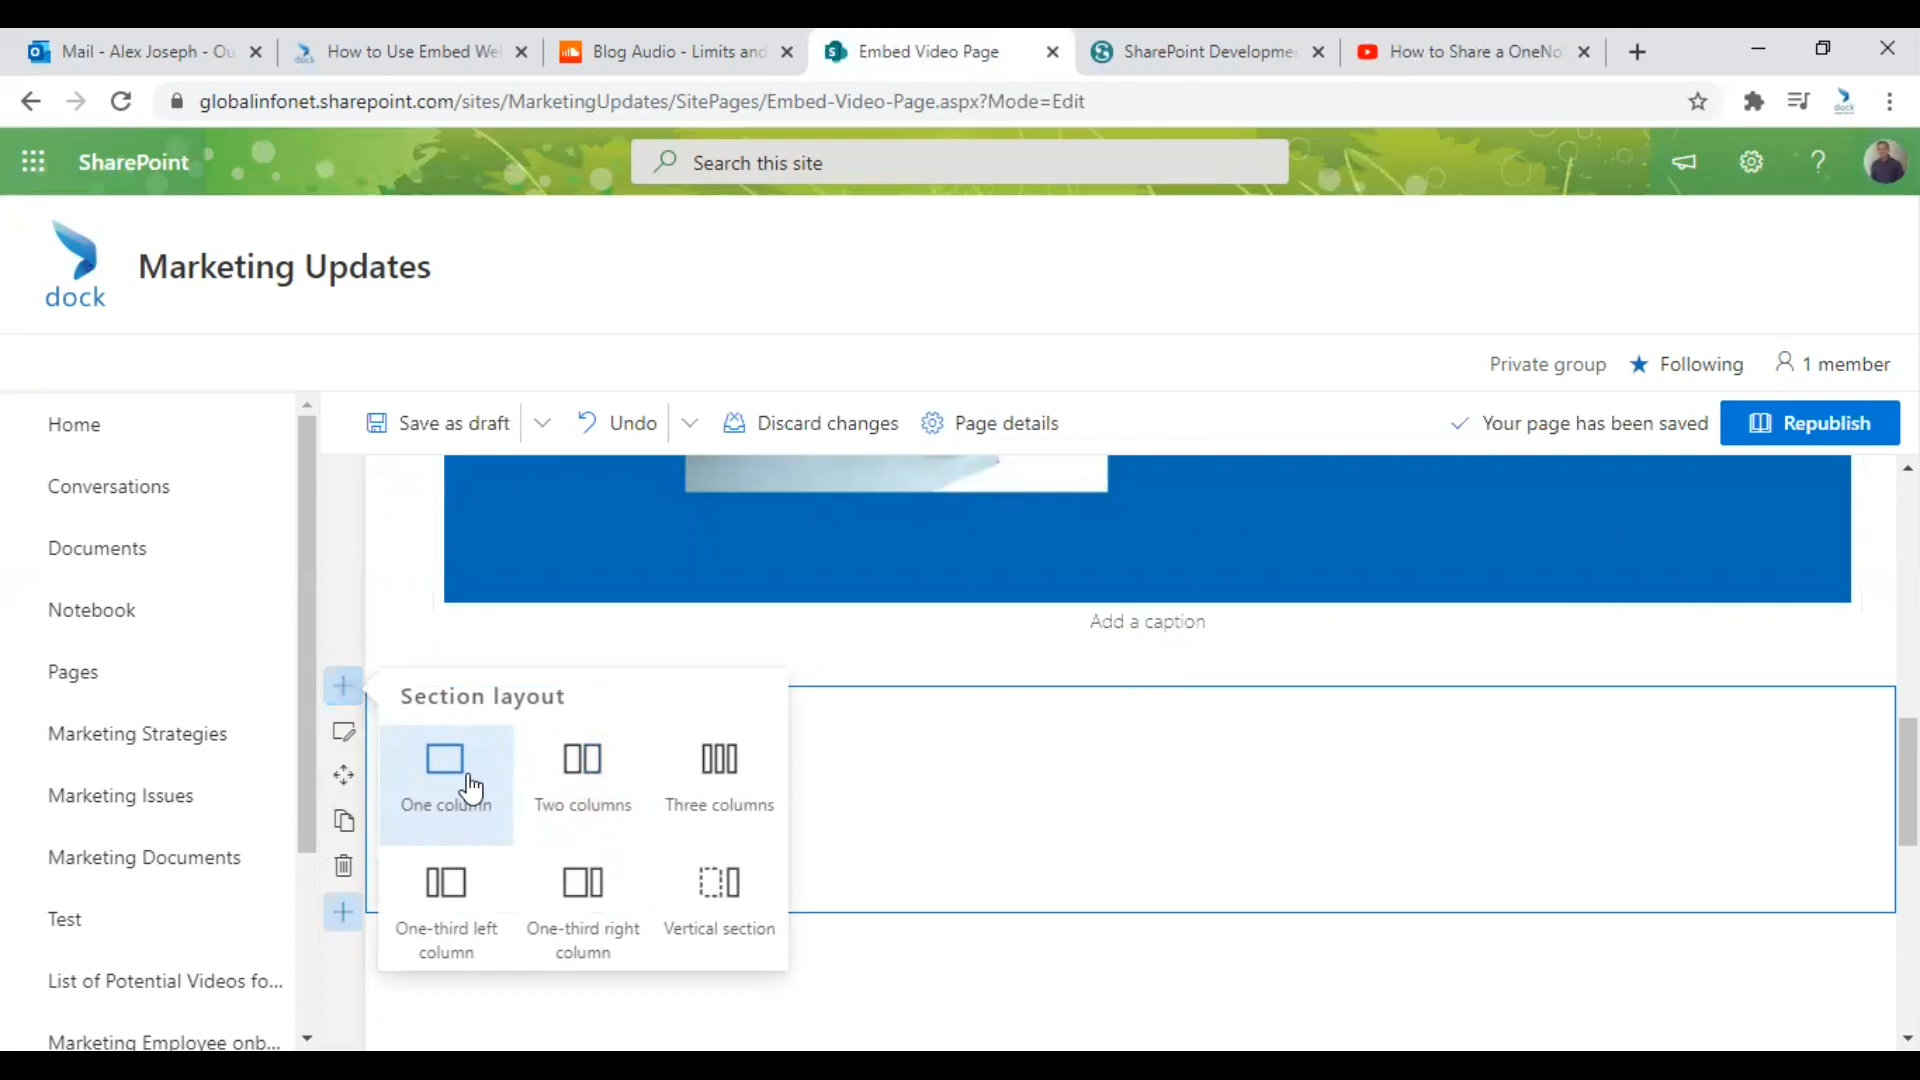 Mail - Alex Joseph - Ou
How to Use Embed We
Blog Audio - Limits and
Embed Video Page
SharePoint Developme
How to Share a OneNo
globalinfonet.sharepoint.com/sites/MarketingUpdates/SitePages/Embed-Video-Page.aspx?Mode=Edit
dock
SharePoint
Search this site
dock
Marketing Updates
Private group
Following
1 member
Home
Conversations
Documents
Notebook
Pages
Marketing Strategies
Marketing Issues
Marketing Documents
Test
List of Potential Videos fo...
Marketing Employee onb...
Save as draft
Undo
Discard changes
Page details
Your page has been saved
Republish
Add a caption
Section layout
One column
Two columns
Three columns
One-third left
column
One-third right
column
Vertical section